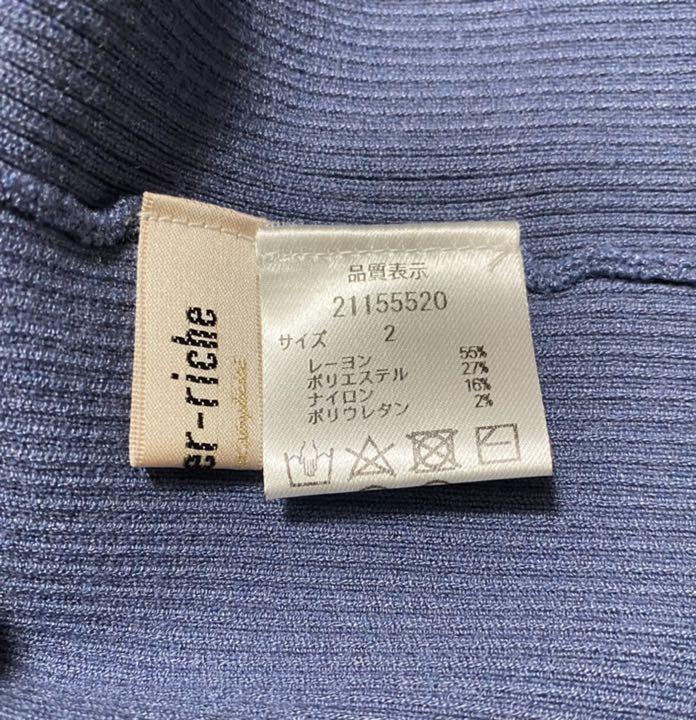 er-riche
品質表示
21155520
サイズ 2
レーヨン 55%
ポリエステル 27%
ナイロン 16%
ポリウレタン 2%